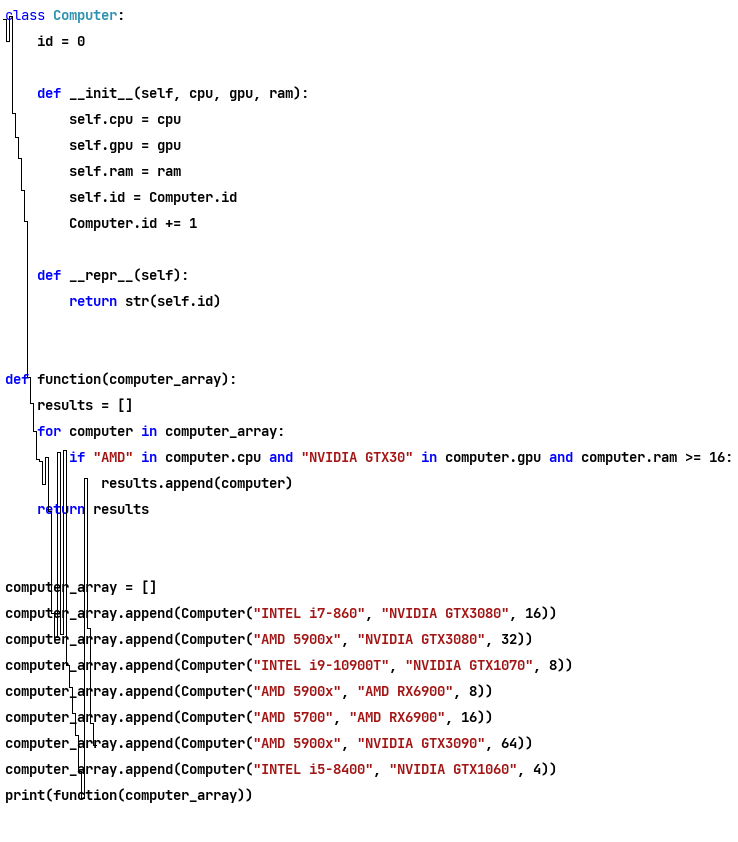 class Computer:
    id = 0

    def __init__(self, cpu, gpu, ram):
        self.cpu = cpu
        self.gpu = gpu
        self.ram = ram
        self.id = Computer.id
        Computer.id += 1

    def __repr__(self):
        return str(self.id)


def function(computer_array):
    results = []
    for computer in computer_array:
        if "AMD" in computer.cpu and "NVIDIA GTX30" in computer.gpu and computer.ram >= 16:
            results.append(computer)
    return results


computer_array = []
computer_array.append(Computer("INTEL i7-860", "NVIDIA GTX3080", 16))
computer_array.append(Computer("AMD 5900x", "NVIDIA GTX3080", 32))
computer_array.append(Computer("INTEL i9-10900T", "NVIDIA GTX1070", 8))
computer_array.append(Computer("AMD 5900x", "AMD RX6900", 8))
computer_array.append(Computer("AMD 5700", "AMD RX6900", 16))
computer_array.append(Computer("AMD 5900x", "NVIDIA GTX3090", 64))
computer_array.append(Computer("INTEL i5-8400", "NVIDIA GTX1060", 4))
print(function(computer_array))